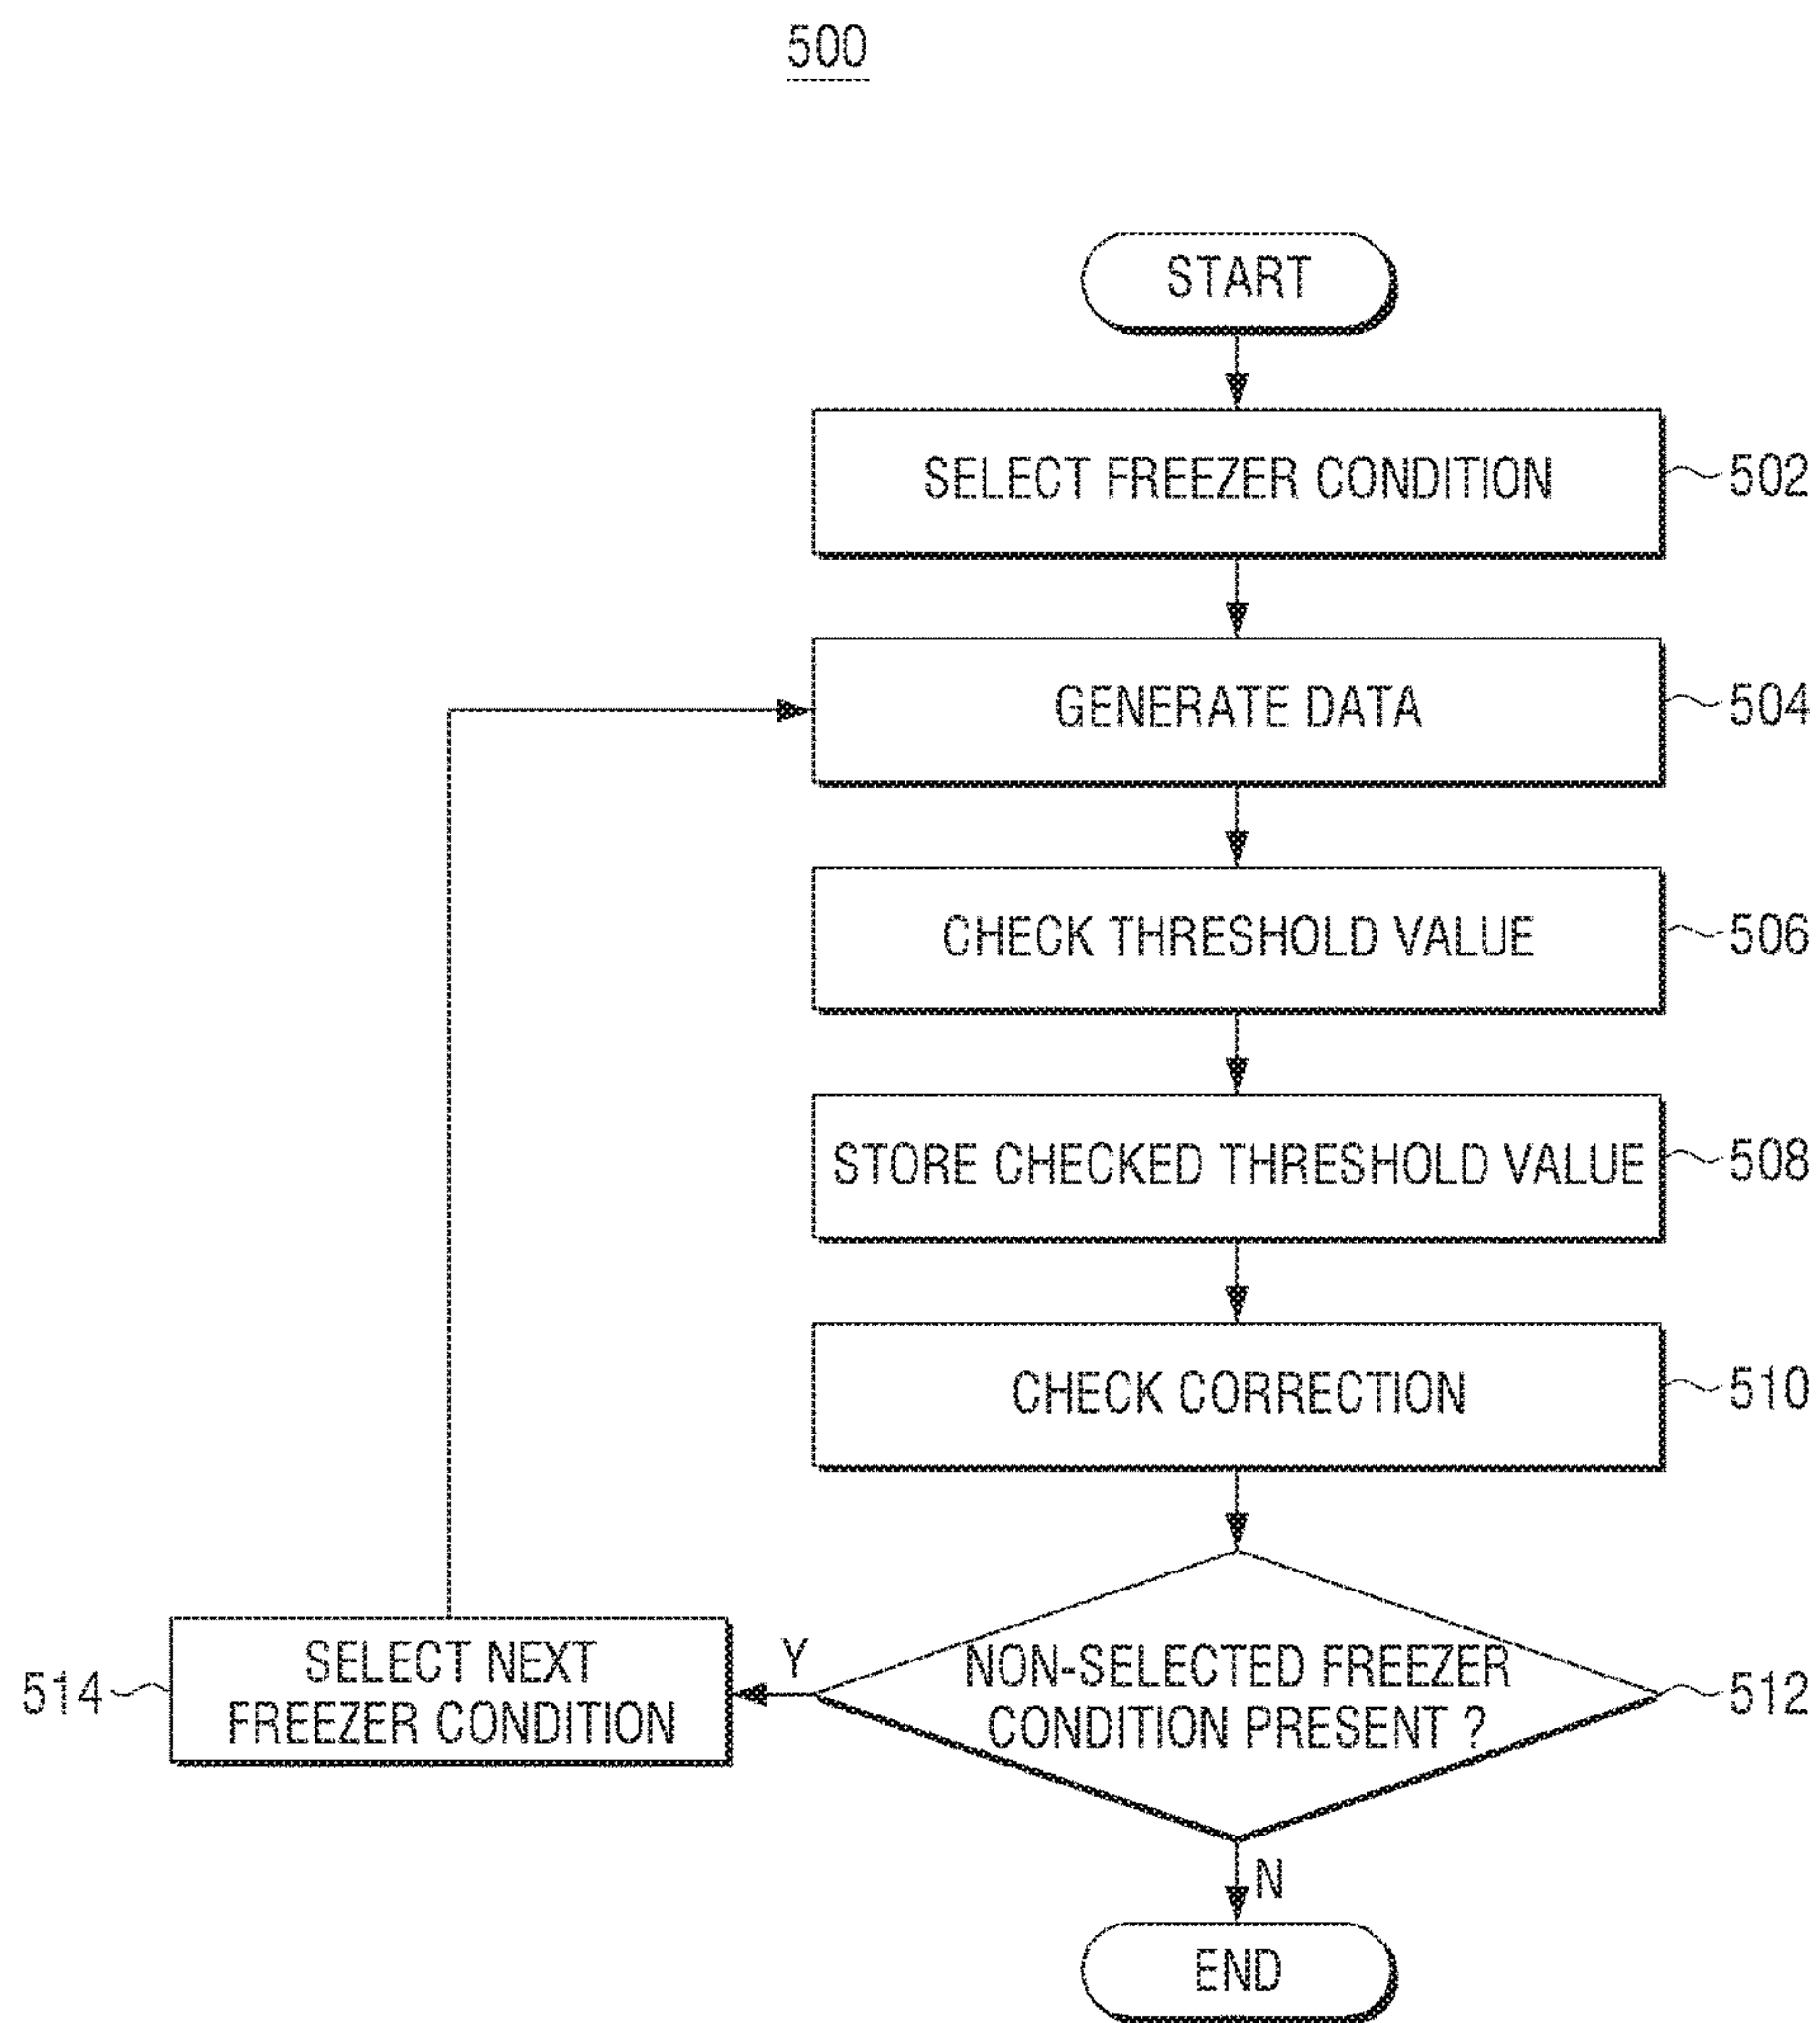 500
START
SELECT FREEZER CONDITION
502
GENERATE DATA
504
CHECK THRESHOLD VALUE
506
STORE CHECKED THRESHOLD VALUE
508
CHECK CORRECTION
510
NON-SELECTED FREEZER
CONDITION PRESENT ?
512
Y
SELECT NEXT
FREEZER CONDITION
514
N
END